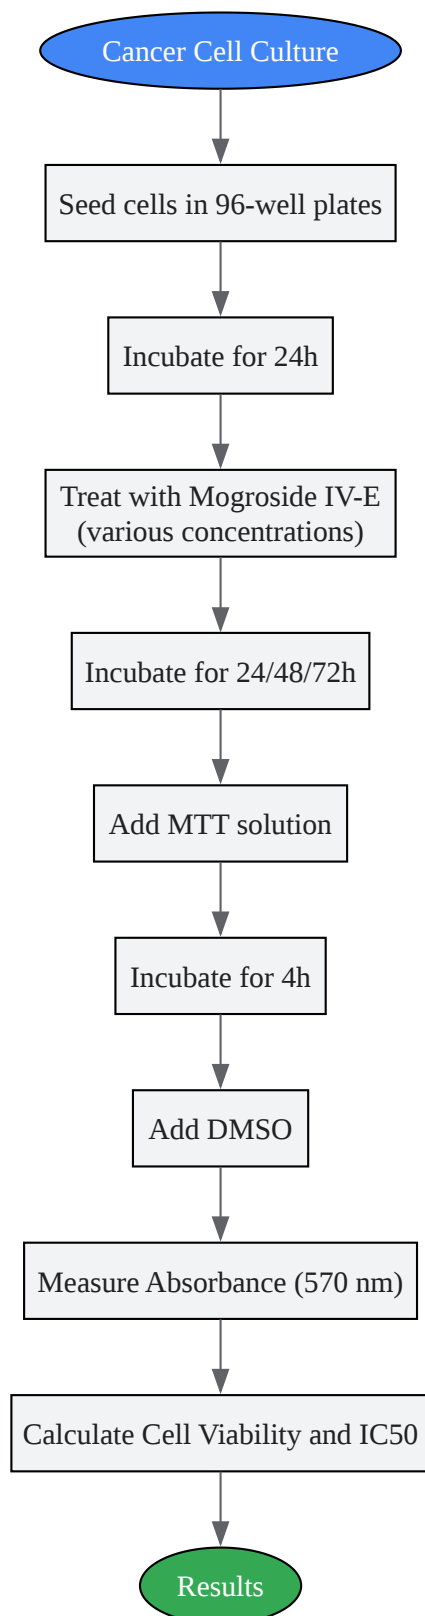 Cancer Cell Culture
Seed cells in 96-well plates
Incubate for 24h
Treat with Mogroside IV-E
(various concentrations)
Incubate for 24/48/72h
Add MTT solution
Incubate for 4h
Add DMSO
Measure Absorbance (570 nm)
Calculate Cell Viability and IC50
Results